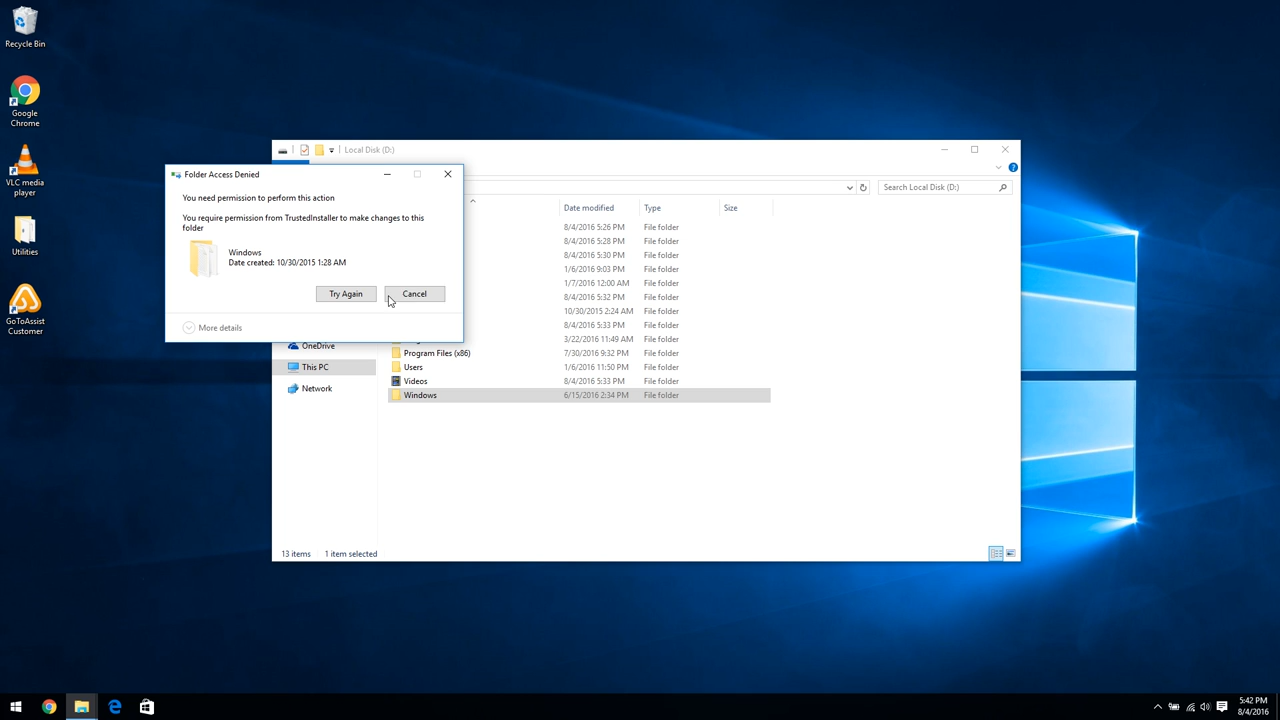 Recycle Bin
Google
Chrome
VLC media
player
Utilities
GoToAssist
Customer
Local Disk (D:)
Search Local Disk (D:)
Folder Access Denied
You need permission to perform this action
You require permission from TrustedInstaller to make changes to this
folder
Windows
Date created: 10/30/2015 1:28 AM
Try Again
Cancel
More details
Date modified
Type
Size
8/4/2016 5:26 PM File folder
8/4/2016 5:28 PM File folder
8/4/2016 5:30 PM File folder
1/6/2016 9:03 PM File folder
1/7/2016 12:00 AM File folder
8/4/2016 5:32 PM File folder
10/30/2015 2:24 AM File folder
8/4/2016 5:33 PM File folder
3/22/2016 11:49 AM File folder
Program Files (x86) 7/30/2016 9:32 PM File folder
Users 1/6/2016 11:50 PM File folder
Videos 8/4/2016 5:33 PM File folder
Windows 6/15/2016 2:34 PM File folder
OneDrive
This PC
Network
13 items
1 item selected
5:42 PM
8/4/2016